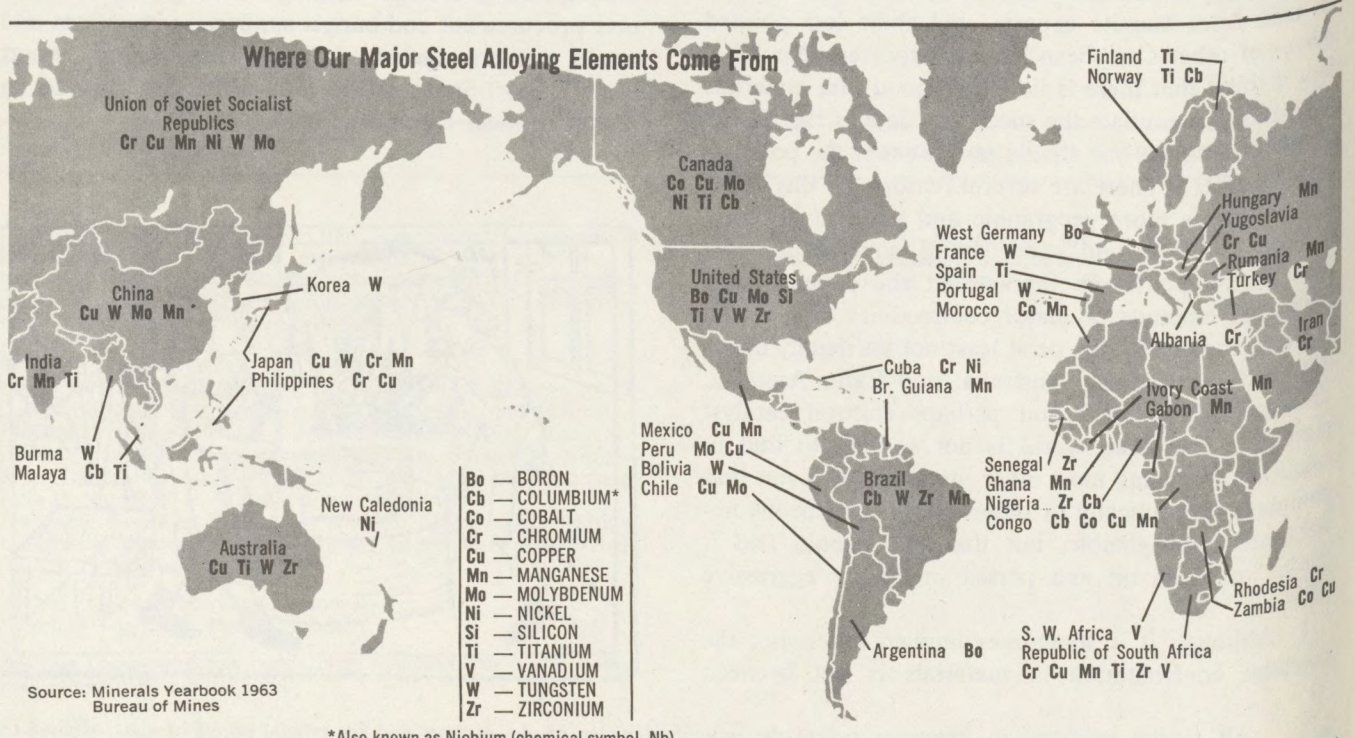 Where Our Major Steel Alloying Elements Come From
Union of Soviet Socialist
Republics
Cr Cu Mn Ni W Mo
China
Cu W Mo Mn
Korea W
India
Cr Mn Ti
Japan Cu W Cr Mn
Philippines Cr Cu
Burma W
Malaya Cb Ti
New Caledonia
Ni
Australia
Cu Ti W Zr
Source: Minerals Yearbook 1963
Bureau of Mines
Bo — BORON
Cb — COLUMBIUM*
Co — COBALT
Cr — CHROMIUM
Cu — COPPER
Mn — MANGANESE
Mo — MOLYBDENUM
Ni — NICKEL
Si — SILICON
Ti — TITANIUM
V — VANADIUM
W — TUNGSTEN
Zr — ZIRCONIUM
*Also known as Niobium (chemical symbol, Nb)
Canada
Co Cu Mo
Ni Ti Cb
United States
Bo Cu Mo Si
Ti V W Zr
Cuba Cr Ni
Br. Guiana Mn
Mexico Cu Mn
Peru Mo Cu
Bolivia W
Chile Cu Mo
Brazil
Cb W Zr Mn
Argentina Bo
Finland Ti
Norway Ti Cb
West Germany Bo
France W
Spain Ti
Portugal W
Morocco Co Mn
Hungary Mn
Yugoslavia
Cr Cu
Rumania Mn
Turkey Cr
Albania Cr
Iran
Cr
Ivory Coast Mn
Gabon Mn
Senegal Zr
Ghana Mn
Nigeria Zr Cb
Congo Cb Co Cu Mn
Rhodesia Cr
Zambia Co Cu
S. W. Africa V
Republic of South Africa
Cr Cu Mn Ti Zr V